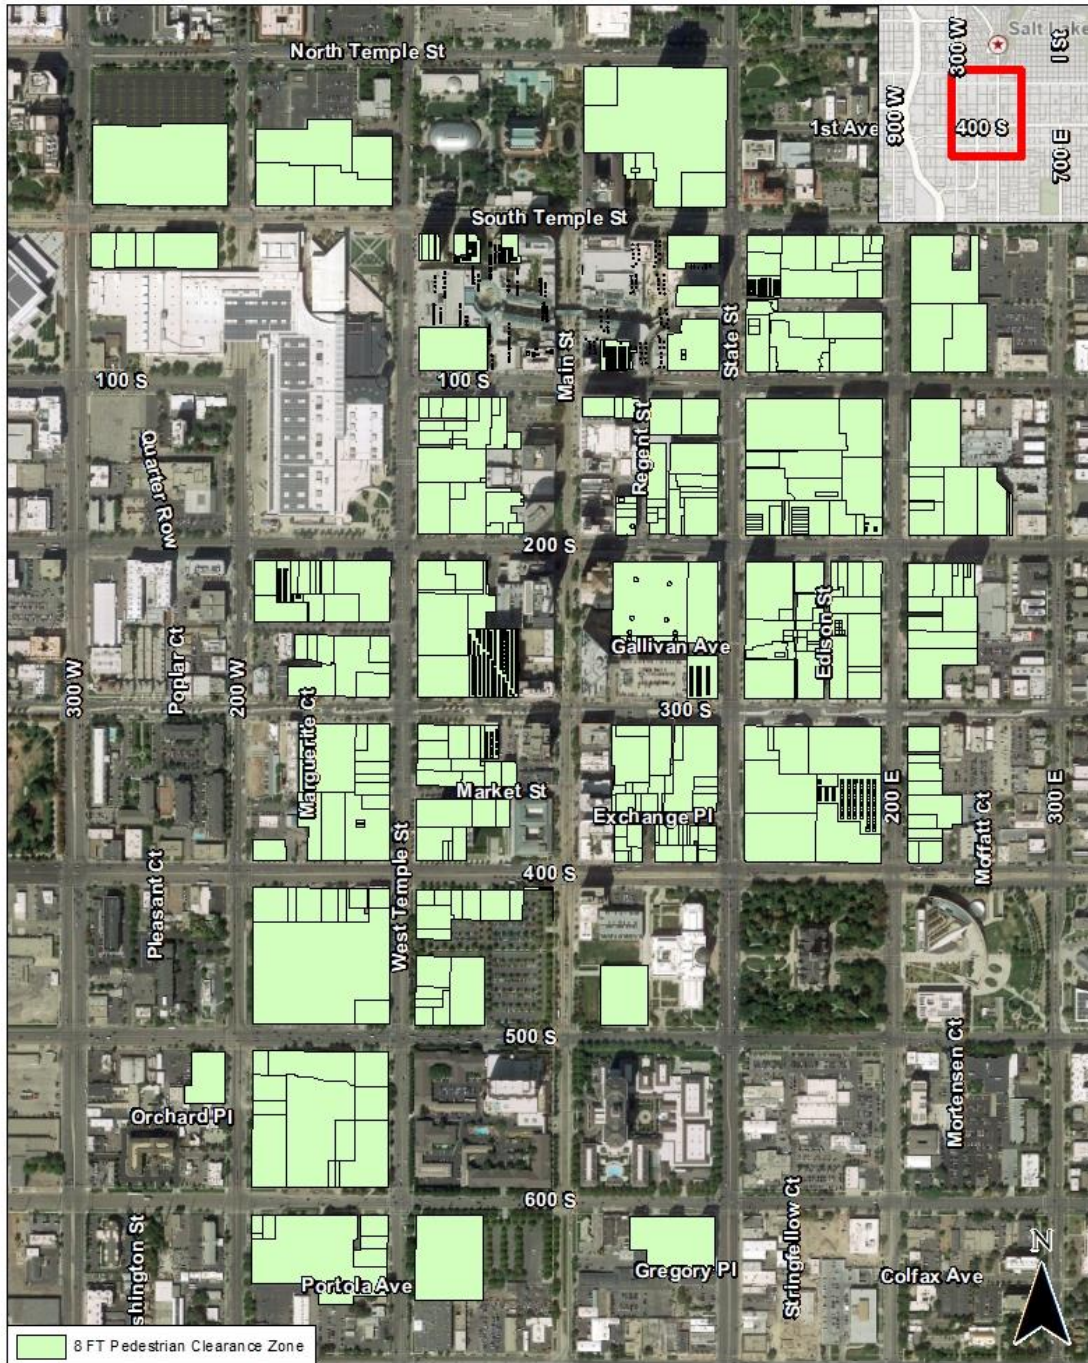 North Temple St
Salt Lake
300 W
I St
900 W
400 S
700 E
1st Ave
South Temple St
Main St
State St
100 S
100 S
Regent St
Quarter Row
200 S
Edison St
Gallivan Ave
Poplar Ct
300 W
200 W
Marguerite Ct
300 S
Market St
Exchange Pl
200 E
Moffatt Ct
300 E
West Temple St
Pleasant Ct
400 S
500 S
Orchard Pl
Mortensen Ct
600 S
Stringfellow Ct
shington St
Portola Ave
Gregory Pl
Colfax Ave
N
8 FT Pedestrian Clearance Zone